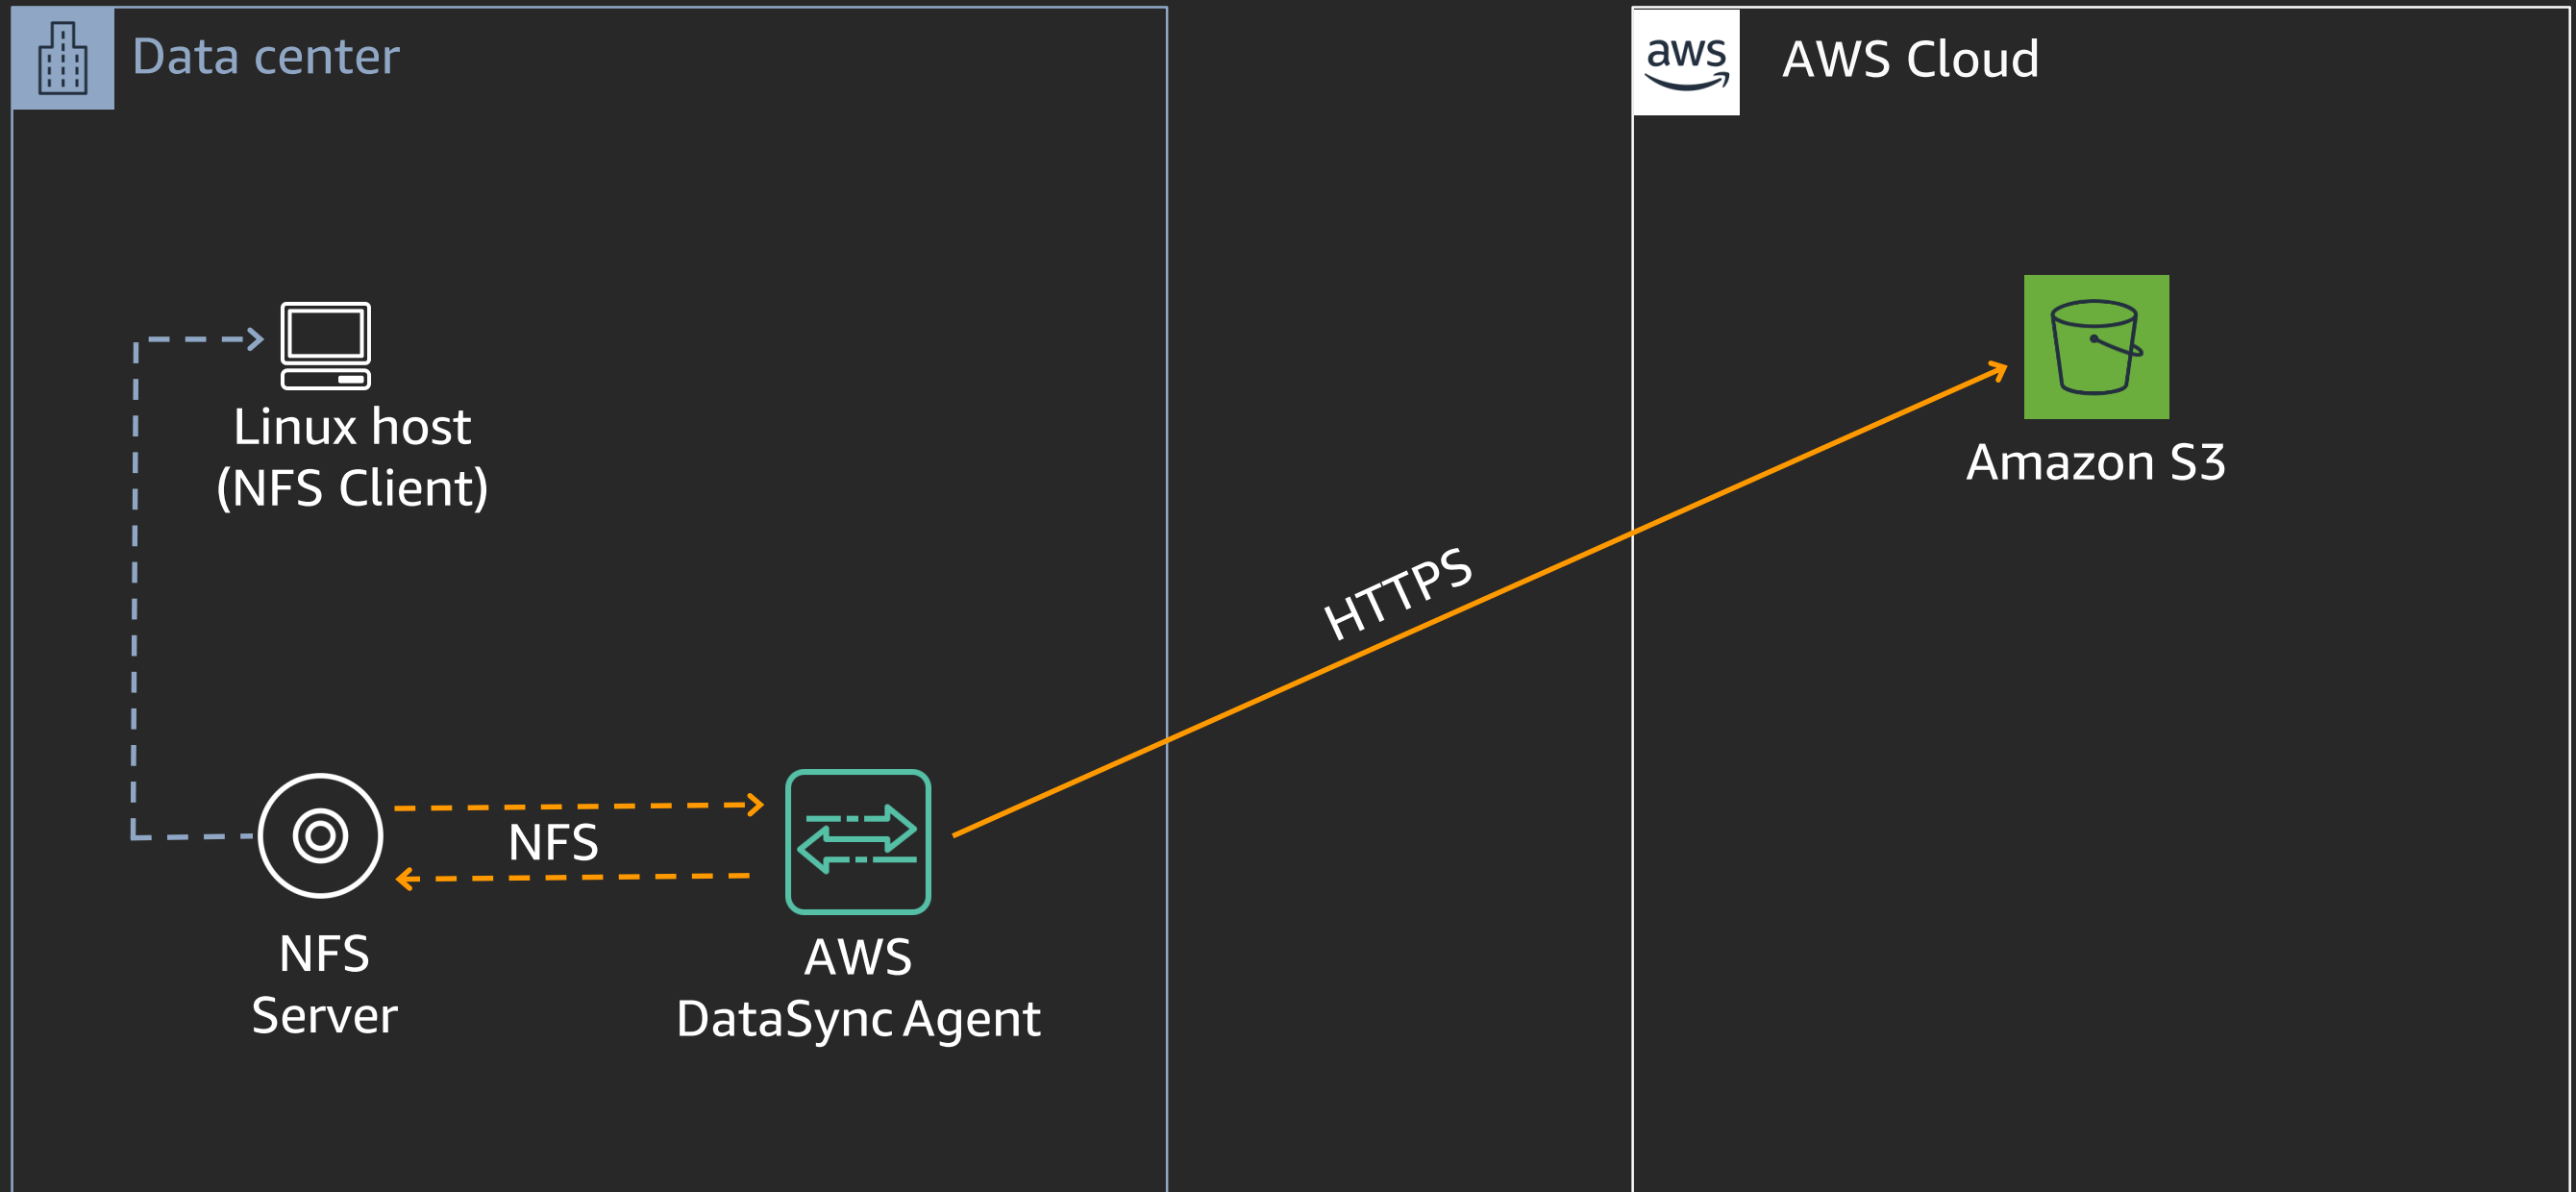 Data center
aws
AWS Cloud
Linux host
(NFS Client)
Amazon S3
HTTPS
NFS
NFS
Server
AWS
DataSync Agent